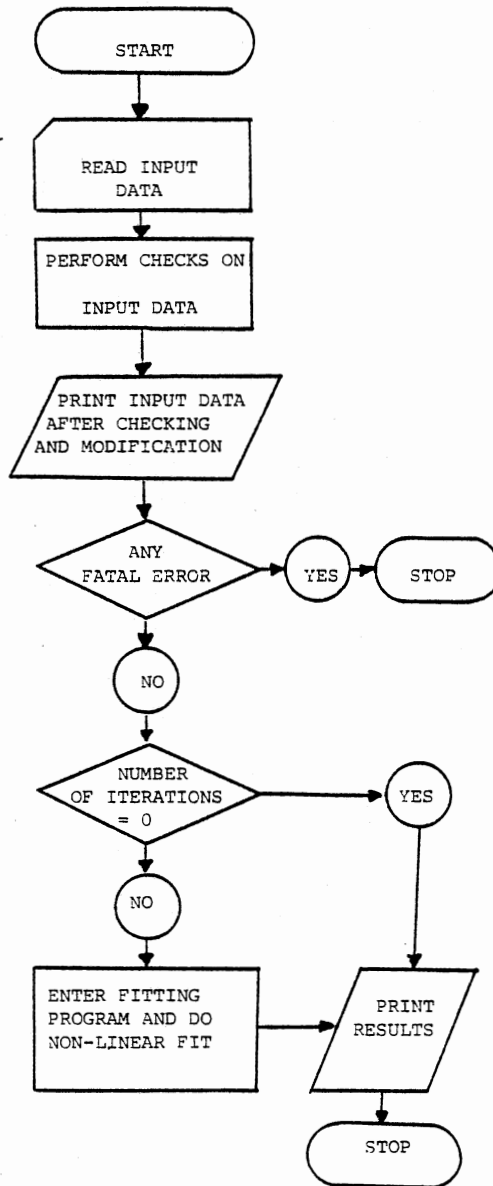 START
READ INPUT
DATA
PERFORM CHECKS ON
INPUT DATA
PRINT INPUT DATA
AFTER CHECKING
AND MODIFICATION
ANY
FATAL ERROR
YES
STOP
NO
NUMBER
OF ITERATIONS
= 0
YES
NO
ENTER FITTING
PROGRAM AND DO
NON-LINEAR FIT
PRINT
RESULTS
STOP